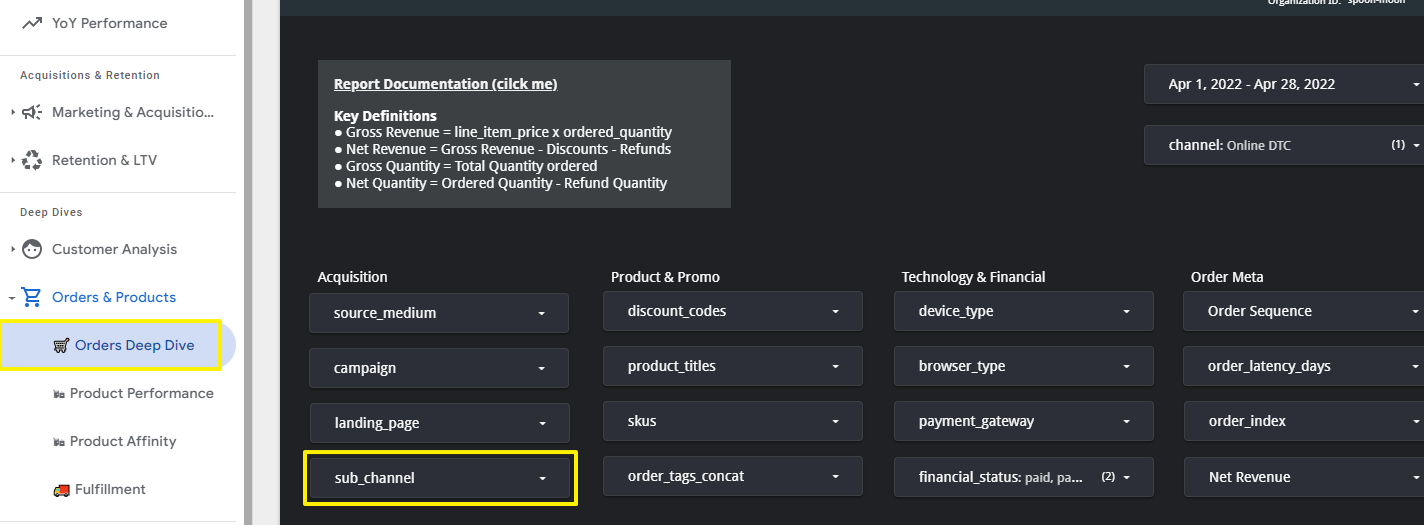 YoY Performance
Acquisitions & Retention
Marketing & Acquisitio...
Retention & LTV
Deep Dives
Customer Analysis
Orders & Products
Orders Deep Dive
Product Performance
Product Affinity
Fulfillment
Organization ID: spoon-moon
Report Documentation (cilck me)
Key Definitions
● Gross Revenue = line_item_price x ordered_quantity
● Net Revenue = Gross Revenue - Discounts - Refunds
● Gross Quantity = Total Quantity ordered
● Net Quantity = Ordered Quantity - Refund Quantity
Apr 1, 2022 - Apr 28, 2022
channel: Online DTC (1)
Acquisition
source_medium
campaign
landing_page
sub_channel
Product & Promo
discount_codes
product_titles
skus
order_tags_concat
Technology & Financial
device_type
browser_type
payment_gateway
financial_status: paid, pa... (2)
Order Meta
Order Sequence
order_latency_days
order_index
Net Revenue